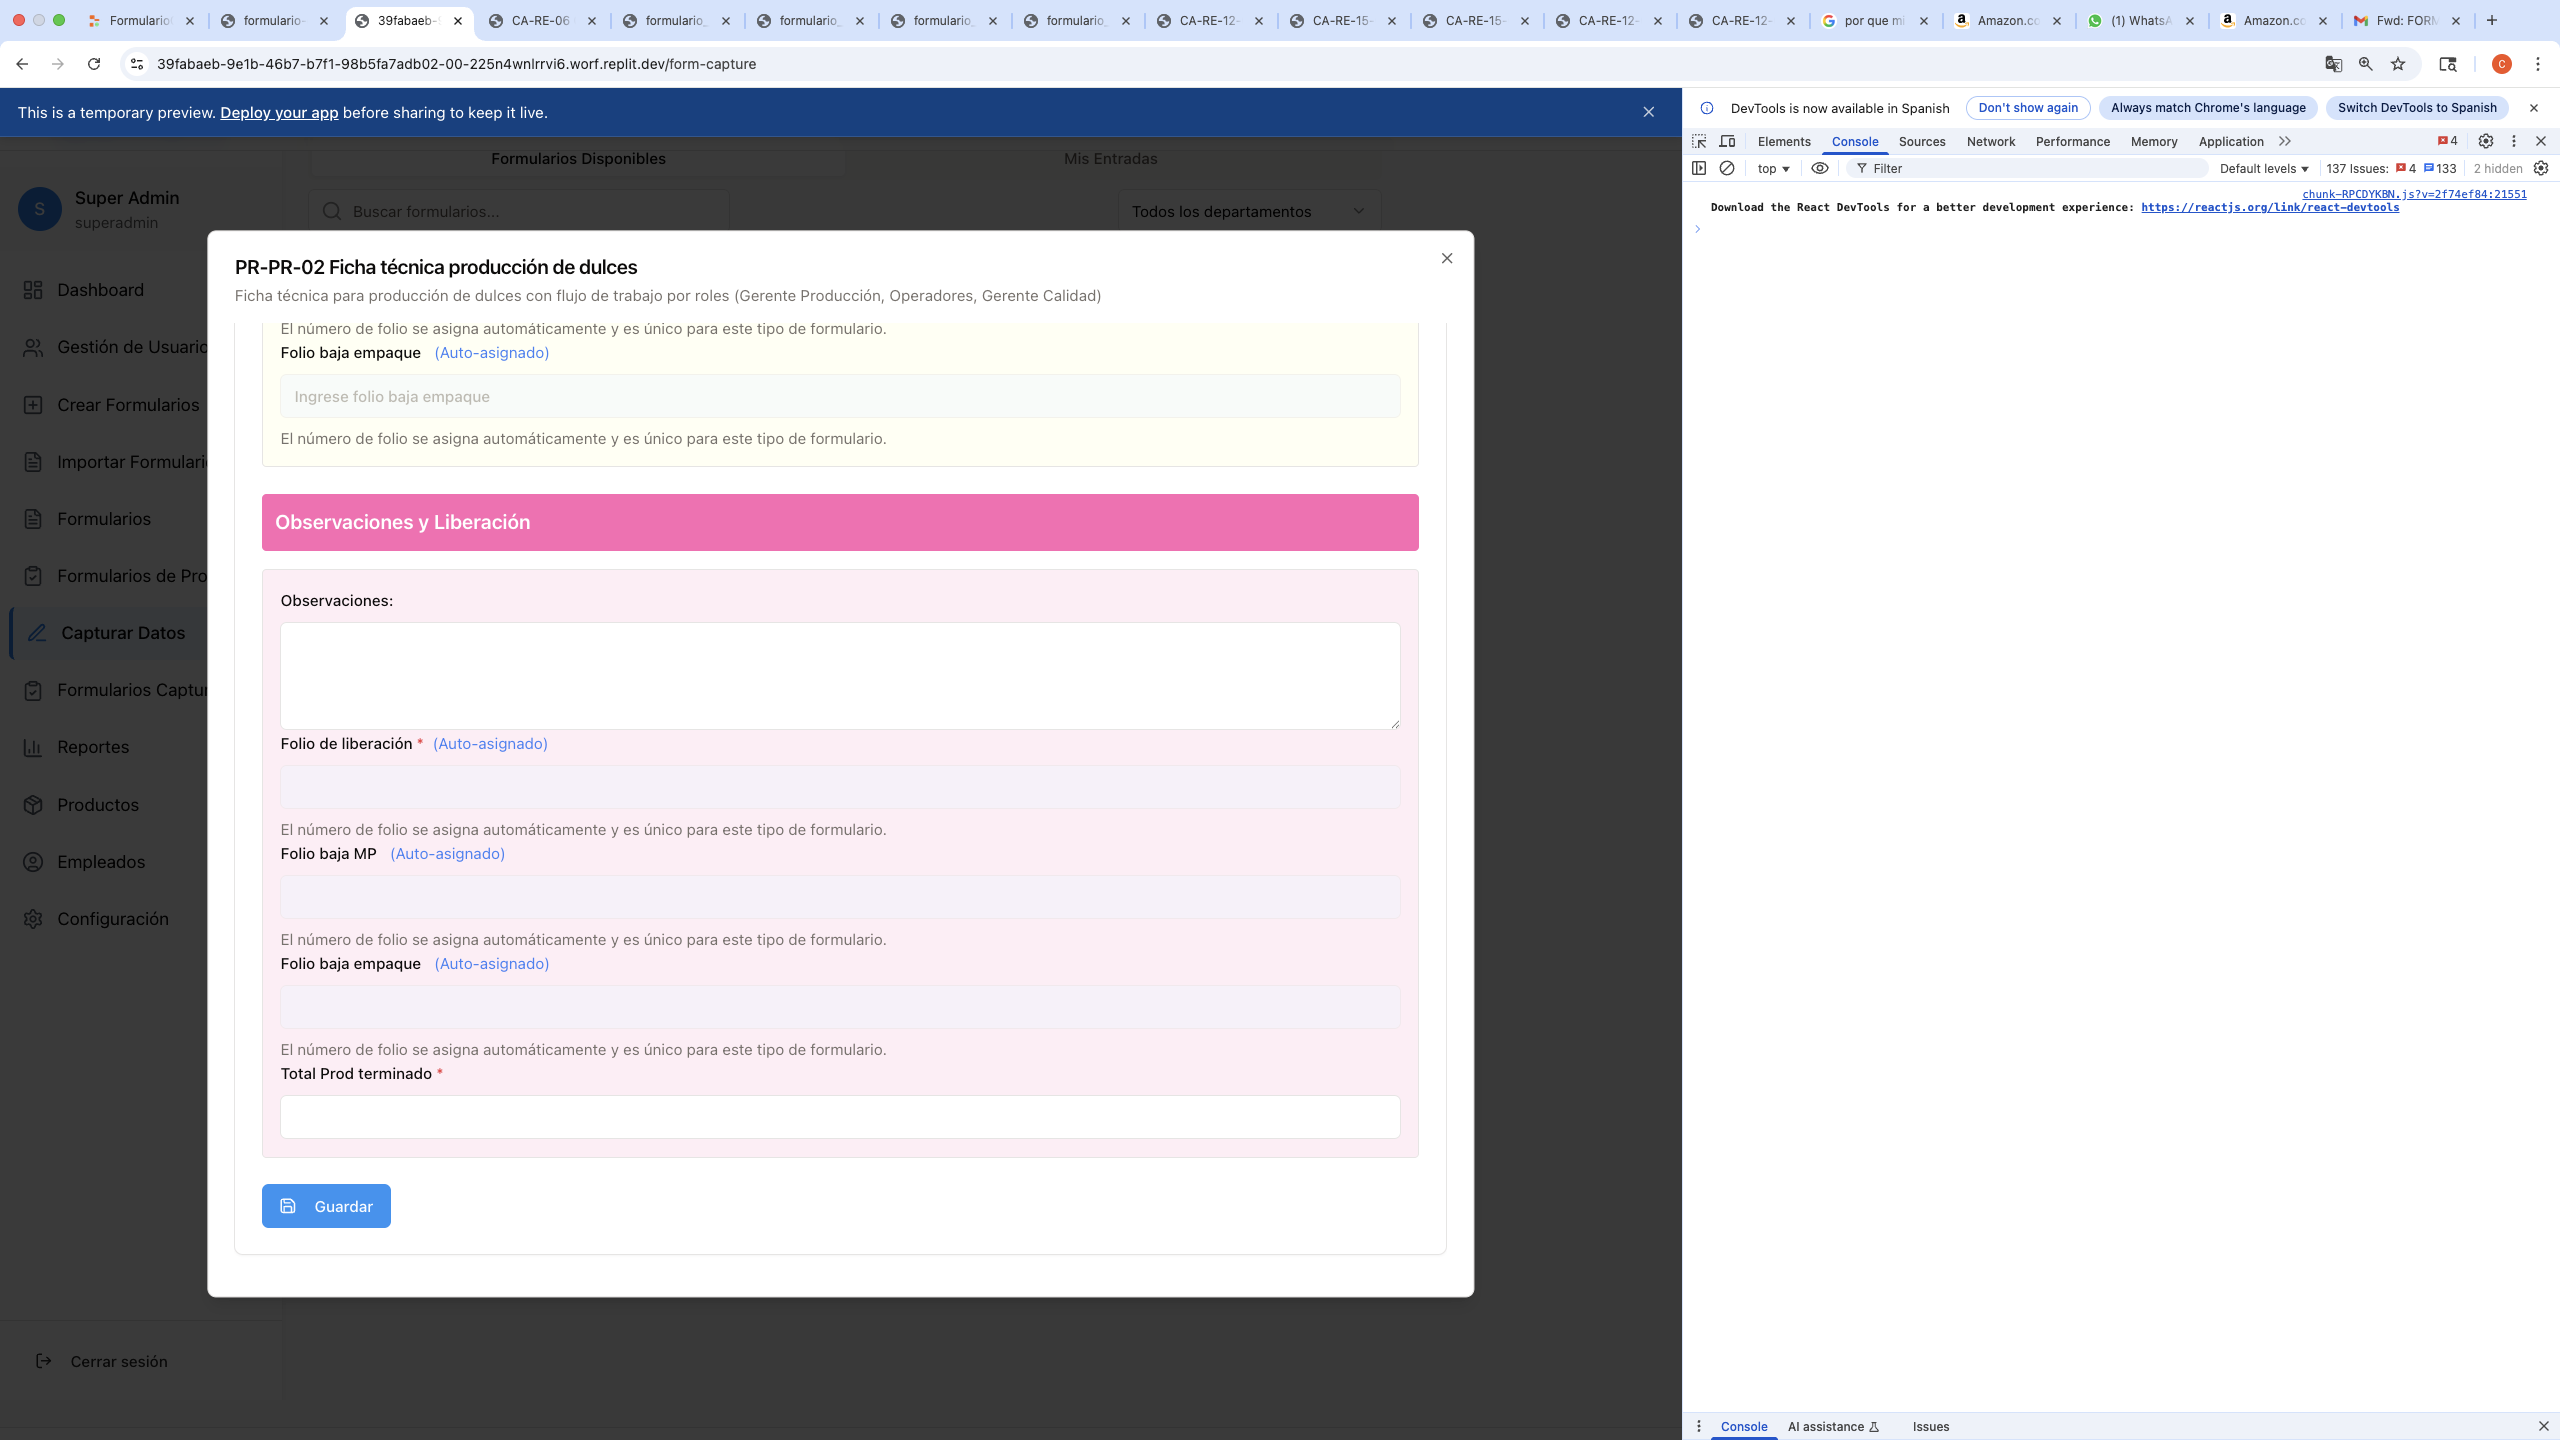 Formulario
formulario-
39fabaeb-9
CA-RE-06
formulario_
formulario_
formulario_
formulario_
CA-RE-12-
CA-RE-15-
CA-RE-15-
CA-RE-12-
CA-RE-12-
por que mi
Amazon.co
(1) WhatsA
Amazon.co
Fwd: FORM
39fabaeb-9e1b-46b7-b7f1-98b5fa7adb02-00-225n4wnlrrvi6.worf.replit.dev/form-capture
C
This is a temporary preview. Deploy your app before sharing to keep it live.
Formularios Disponibles
Mis Entradas
S
Super Admin
superadmin
Buscar formularios...
Todos los departamentos
Dashboard
Gestión de Usuario
Crear Formularios
Importar Formulari
Formularios
Formularios de Pro
Capturar Datos
Formularios Captur
Reportes
Productos
Empleados
Configuración
Cerrar sesión
PR-PR-02 Ficha técnica producción de dulces
Ficha técnica para producción de dulces con flujo de trabajo por roles (Gerente Producción, Operadores, Gerente Calidad)
El número de folio se asigna automáticamente y es único para este tipo de formulario.
Folio baja empaque (Auto-asignado)
Ingrese folio baja empaque
El número de folio se asigna automáticamente y es único para este tipo de formulario.
Observaciones y Liberación
Observaciones:
Folio de liberación * (Auto-asignado)
El número de folio se asigna automáticamente y es único para este tipo de formulario.
Folio baja MP (Auto-asignado)
El número de folio se asigna automáticamente y es único para este tipo de formulario.
Folio baja empaque (Auto-asignado)
El número de folio se asigna automáticamente y es único para este tipo de formulario.
Total Prod terminado *
Guardar
DevTools is now available in Spanish
Don't show again
Always match Chrome's language
Switch DevTools to Spanish
Elements
Console
Sources
Network
Performance
Memory
Application
4
top
Filter
Default levels
137 Issues: 4 133
2 hidden
chunk-RPCDYKBN.js?v=2f74ef84:21551
Download the React DevTools for a better development experience: https://reactjs.org/link/react-devtools
Console
AI assistance
Issues